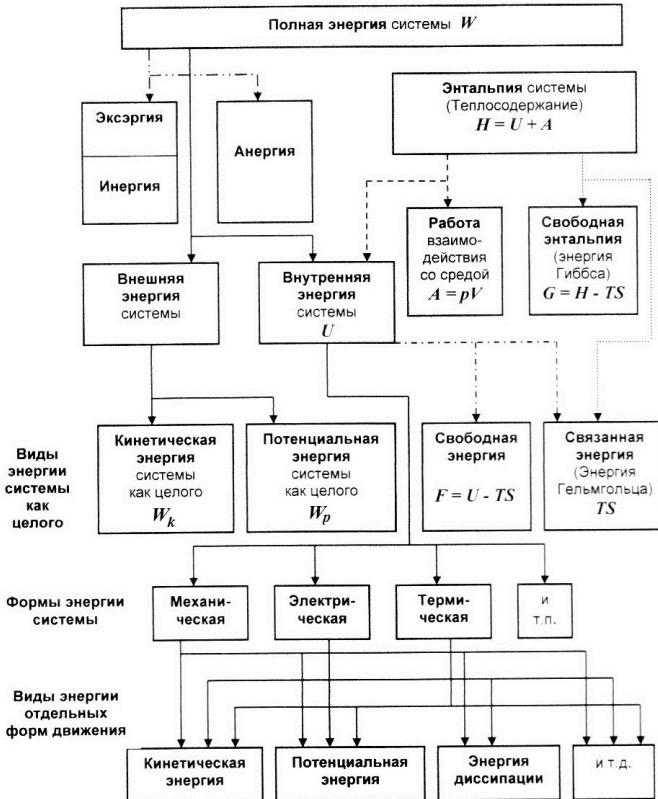 Полная энергия системы W
Энтальпия системы
(Теплосодержание)
H = U + A
Эксэргия
Инергия
Анергия
Работа
взаимо-
действия
со средой
A = pV
Свободная
энтальпия
(энергия
Гиббса)
G = H - TS
Внешняя
энергия
системы
Внутренняя
энергия
системы
U
Виды
энергии
системы
как
целого
Кинетическая
энергия
системы
как целого
Wk
Потенциальная
энергия
системы
как целого
Wp
Свободная
энергия
F = U - TS
Связанная
энергия
(Энергия
Гельмгольца)
TS
Формы энергии
системы
Механи-
ческая
Электри-
ческая
Терми-
ческая
и
т.п.
Виды энергии
отдельных
форм движения
Кинетическая
энергия
Потенциальная
энергия
Энергия
диссипации
и т.д.